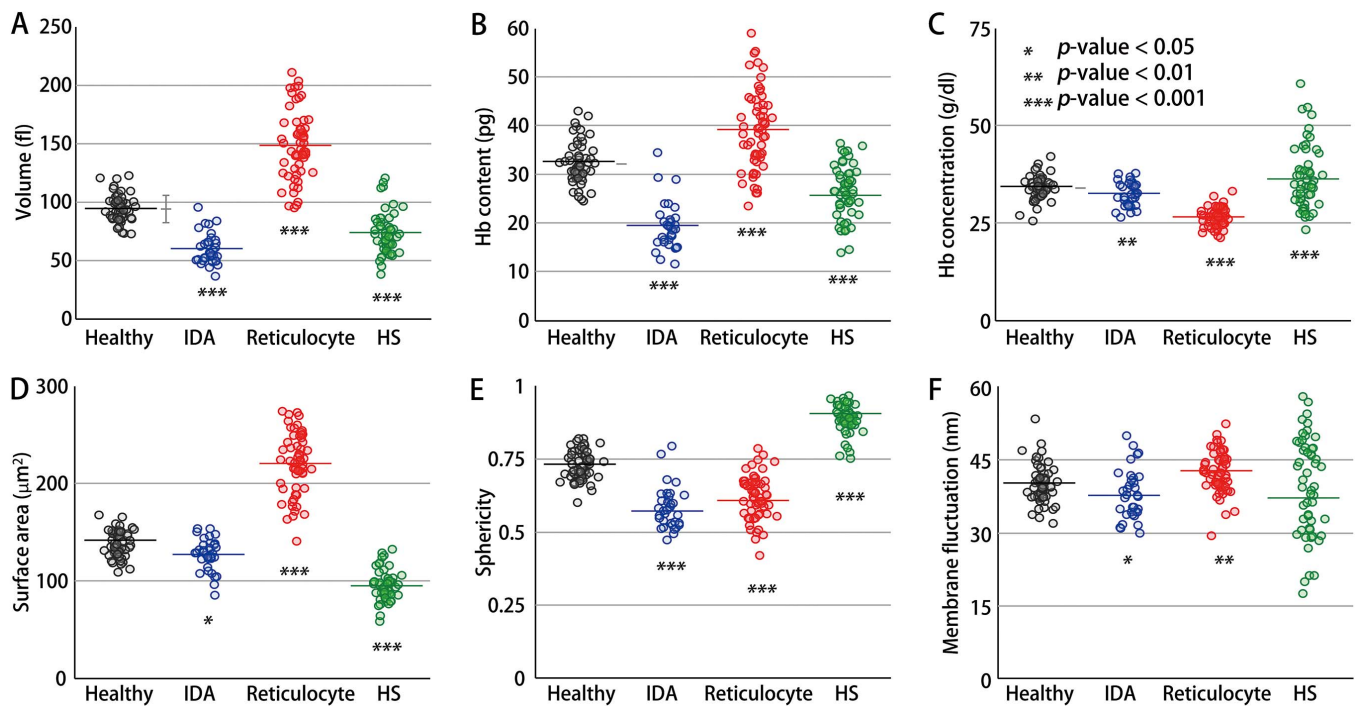 A
Volume (fl)
250
200
150
100
50
0
***
***
***
Healthy IDA Reticulocyte HS
B
Hb content (pg)
60
50
40
30
20
10
0
***
***
***
Healthy IDA Reticulocyte HS
C
Hb concentration (g/dl)
75
50
25
0
* p-value < 0.05
** p-value < 0.01
*** p-value < 0.001
**
***
***
Healthy IDA Reticulocyte HS
D
Surface area (μm²)
300
200
100
0
*
***
***
Healthy IDA Reticulocyte HS
E
Sphericity
1
0.75
0.5
0.25
0
***
***
***
Healthy IDA Reticulocyte HS
F
Membrane fluctuation (nm)
60
45
30
15
0
*
**
Healthy IDA Reticulocyte HS